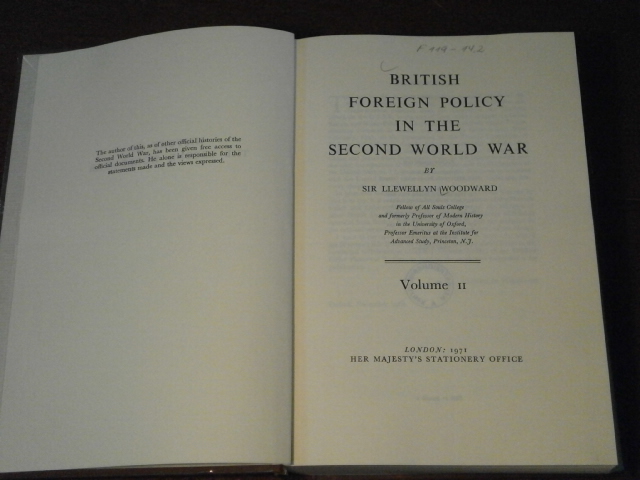 The author of this, as of other official histories of the
Second World War, has been given free access to
official documents. He alone is responsible for the
statements made and the views expressed.
BRITISH
FOREIGN POLICY
IN THE
SECOND WORLD WAR
BY
SIR LLEWELLYN WOODWARD
Fellow of All Souls College
and formerly Professor of Modern History
in the University of Oxford,
Professor Emeritus at the Institute for
Advanced Study, Princeton, N.J.
Volume II
LONDON: 1971
HER MAJESTY'S STATIONERY OFFICE